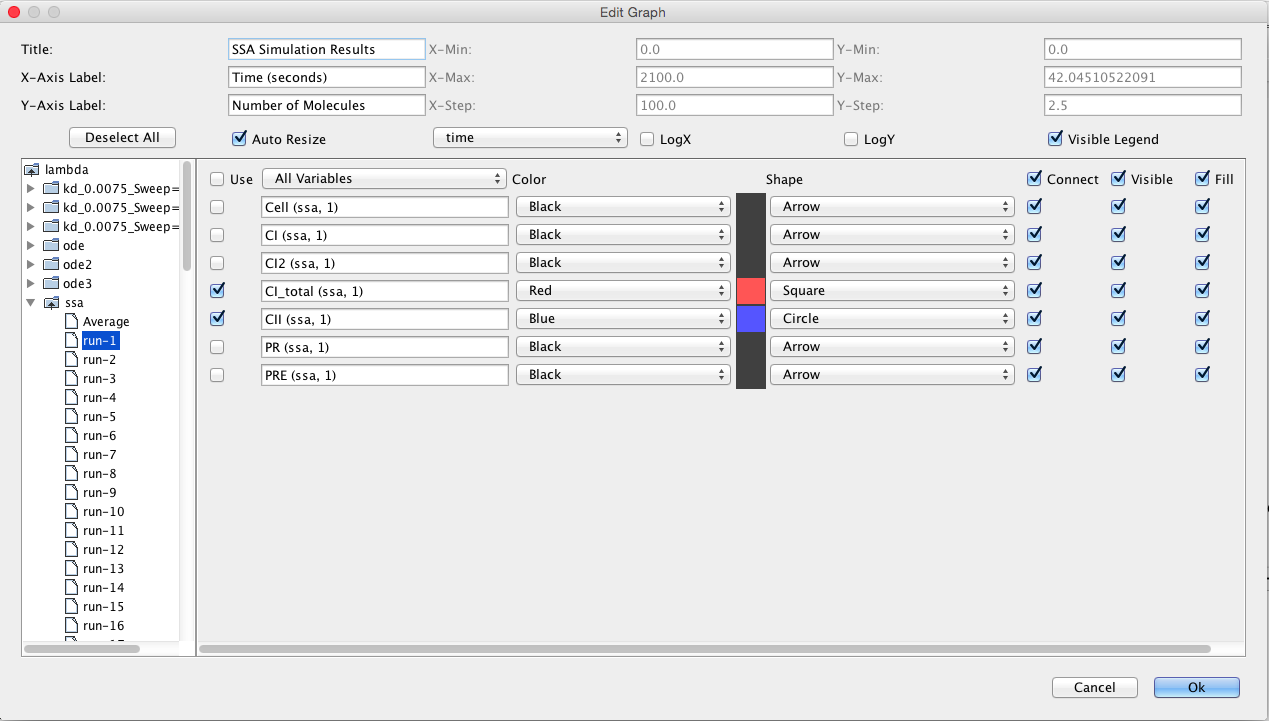 Edit Graph
Title: SSA Simulation Results X-Min: 0.0 Y-Min: 0.0
X-Axis Label: Time (seconds) X-Max: 2100.0 Y-Max: 42.04510522091
Y-Axis Label: Number of Molecules X-Step: 100.0 Y-Step: 2.5
Deselect All Auto Resize time LogX LogY Visible Legend
lambda
kd_0.0075_Sweep=
kd_0.0075_Sweep=
kd_0.0075_Sweep=
ode
ode2
ode3
ssa
Average
run-1
run-2
run-3
run-4
run-5
run-6
run-7
run-8
run-9
run-10
run-11
run-12
run-13
run-14
run-15
run-16
Use All Variables Color Shape Connect Visible Fill
Cell (ssa, 1) Black Arrow
CI (ssa, 1) Black Arrow
CI2 (ssa, 1) Black Arrow
CI_total (ssa, 1) Red Square
CII (ssa, 1) Blue Circle
PR (ssa, 1) Black Arrow
PRE (ssa, 1) Black Arrow
Cancel Ok